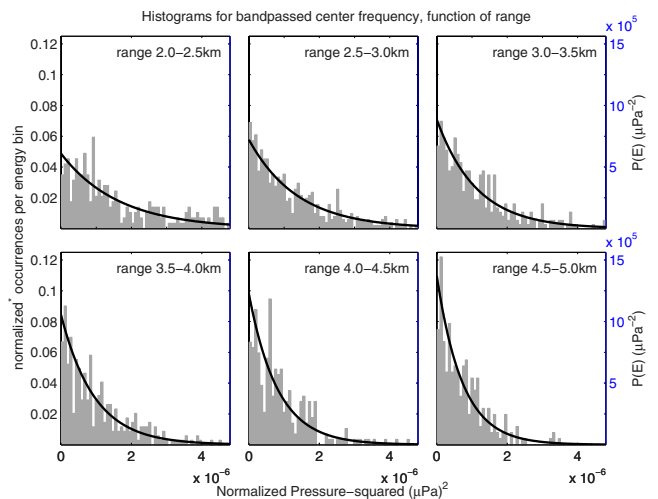 Histograms for bandpassed center frequency, function of range
x 10⁵
0.12
0.1
0.08
0.06
0.04
0.02
range 2.0−2.5km
range 2.5−3.0km
range 3.0−3.5km
15
10
5
P(E) (μPa⁻²)
normalized* occurrences per energy bin
x 10⁵
0.12
0.1
0.08
0.06
0.04
0.02
range 3.5−4.0km
range 4.0−4.5km
range 4.5−5.0km
15
10
5
P(E) (μPa⁻²)
0 2 4 0 2 4 0 2 4
x 10⁻⁶ x 10⁻⁶ x 10⁻⁶
Normalized Pressure−squared (μPa)²